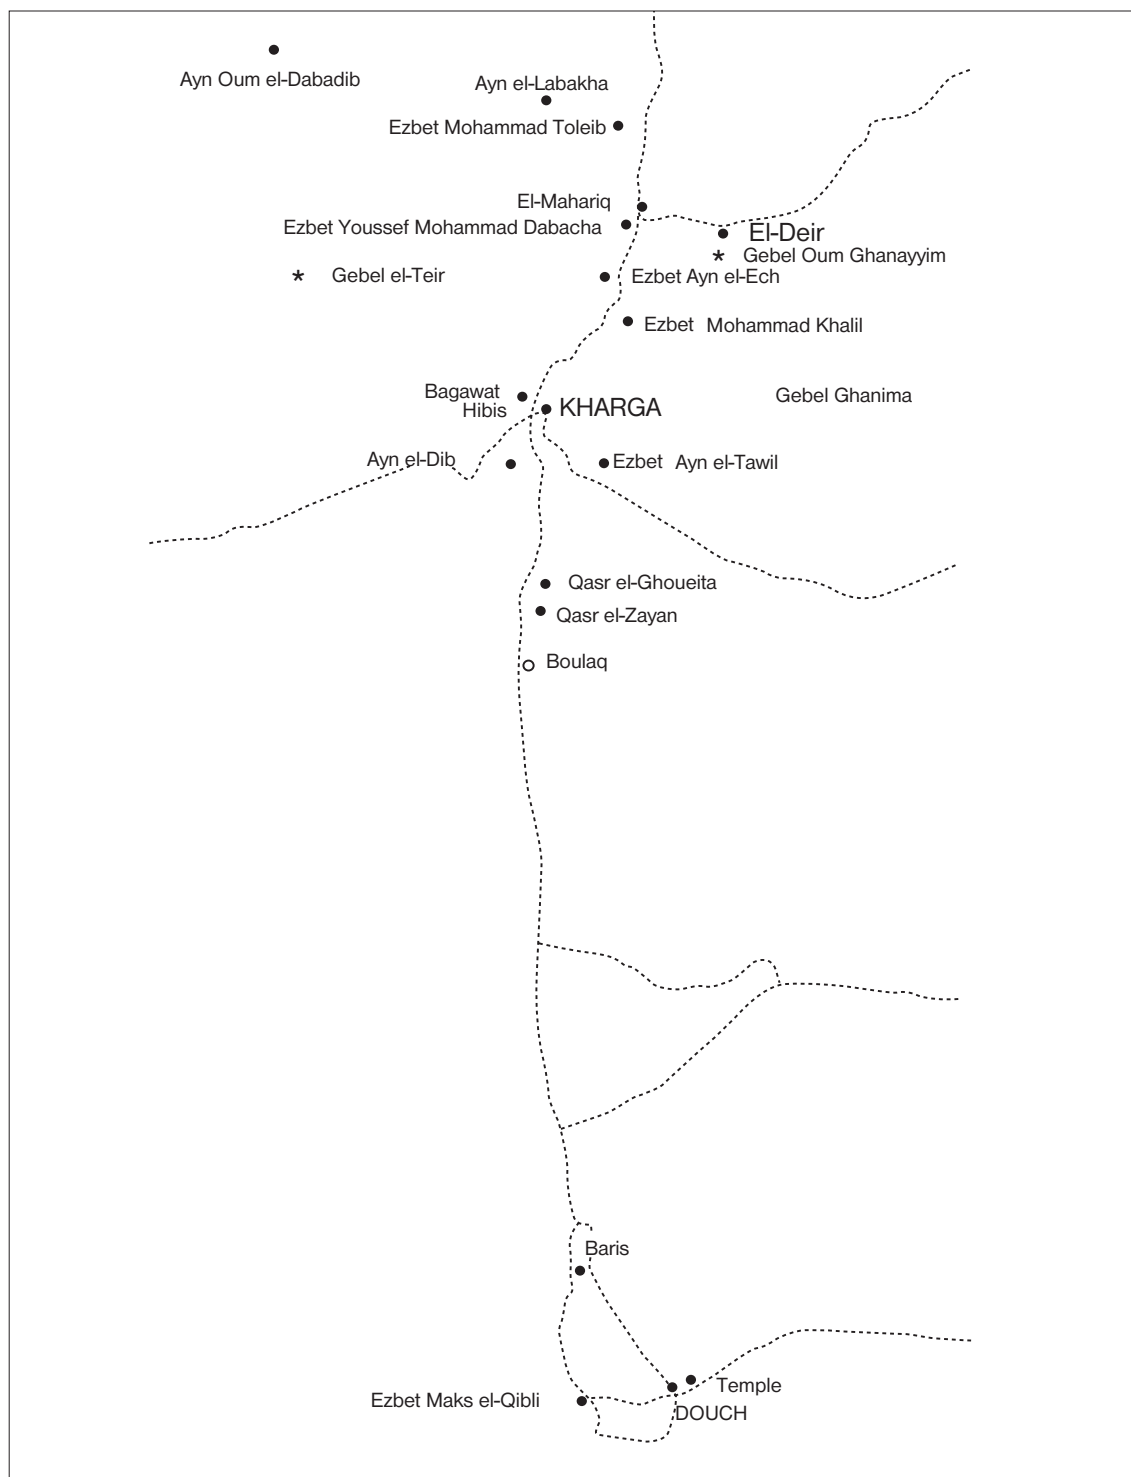 Ayn Oum el-Dabadib
Ayn el-Labakha
Ezbet Mohammad Toleib
El-Mahariq
Ezbet Youssef Mohammad Dabacha
El-Deir
Gebel Oum Ghanayyim
Gebel el-Teir
Ezbet Ayn el-Ech
Ezbet Mohammad Khalil
Bagawat
Hibis
KHARGA
Gebel Ghanima
Ayn el-Dib
Ezbet Ayn el-Tawil
Qasr el-Ghoueita
Qasr el-Zayan
Boulaq
Baris
Temple
Ezbet Maks el-Qibli
DOUCH